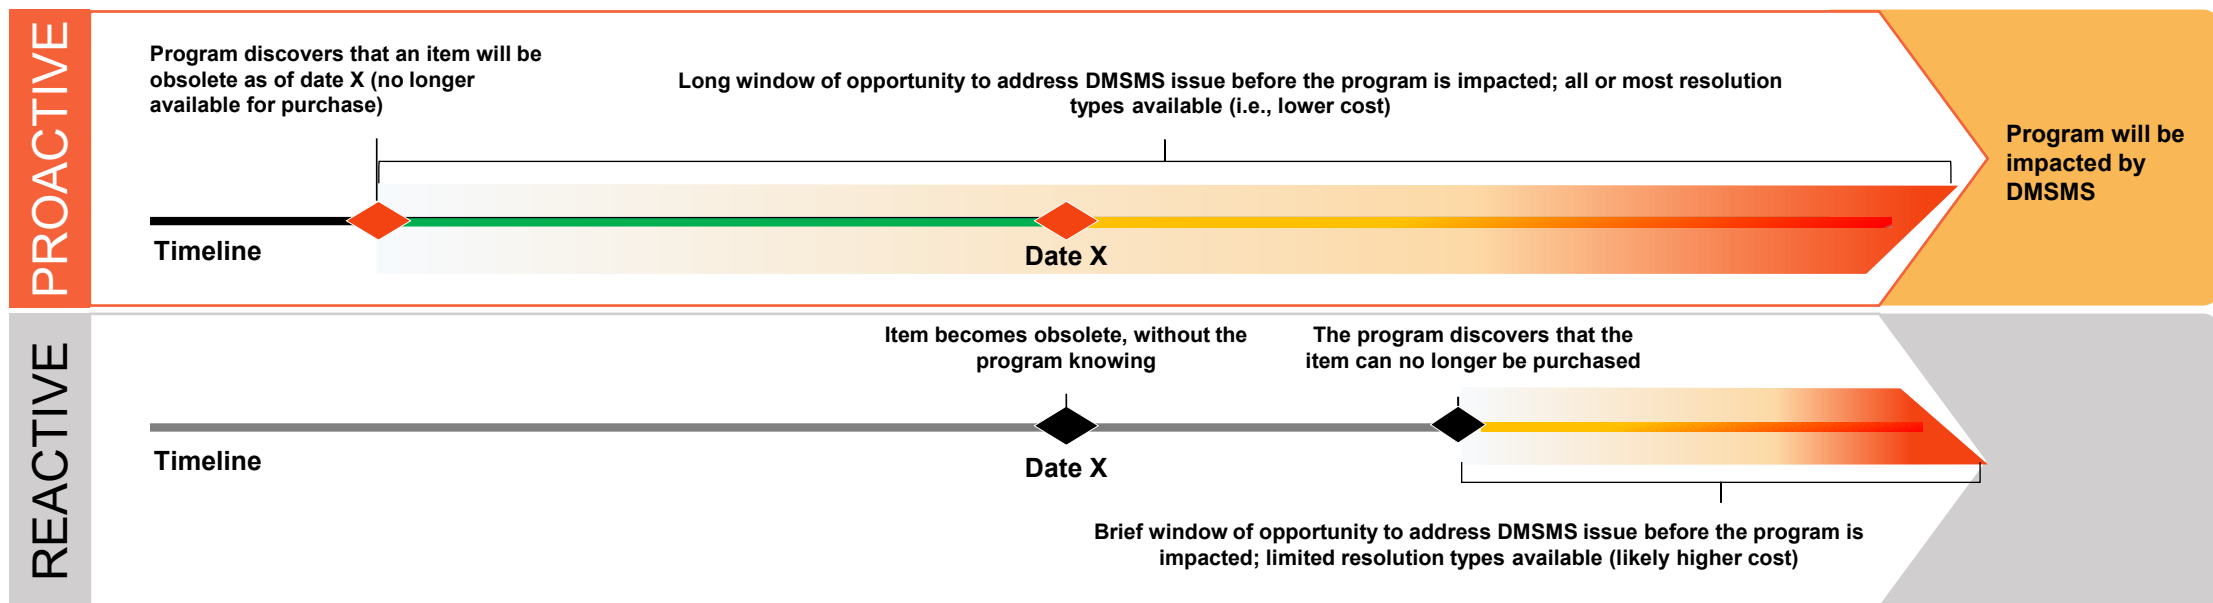 PROACTIVE
Program discovers that an item will be
obsolete as of date X (no longer
available for purchase)
Long window of opportunity to address DMSMS issue before the program is impacted; all or most resolution
types available (i.e., lower cost)
Program will be
impacted by
DMSMS
Timeline
Date X
REACTIVE
Item becomes obsolete, without the
program knowing
The program discovers that the
item can no longer be purchased
Timeline
Date X
Brief window of opportunity to address DMSMS issue before the program is
impacted; limited resolution types available (likely higher cost)